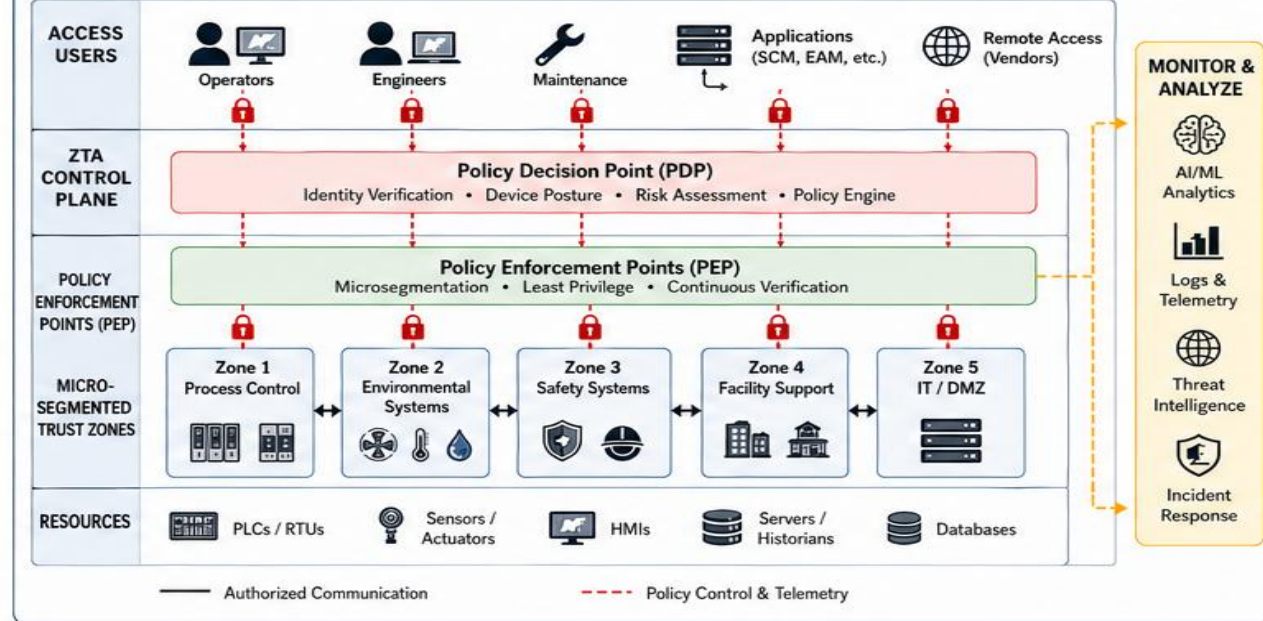 ACCESS
USERS
Operators
Engineers
Maintenance
Applications
(SCM, EAM, etc.)
Remote Access
(Vendors)
ZTA
CONTROL
PLANE
Policy Decision Point (PDP)
Identity Verification • Device Posture • Risk Assessment • Policy Engine
POLICY
ENFORCEMENT
POINTS (PEP)
Policy Enforcement Points (PEP)
Microsegmentation • Least Privilege • Continuous Verification
MICRO-
SEGMENTED
TRUST ZONES
Zone 1
Process Control
Zone 2
Environmental
Systems
Zone 3
Safety Systems
Zone 4
Facility Support
Zone 5
IT / DMZ
RESOURCES
PLCs / RTUs
Sensors /
Actuators
HMIs
Servers /
Historians
Databases
Authorized Communication
Policy Control & Telemetry
MONITOR &
ANALYZE
AI/ML
Analytics
Logs &
Telemetry
Threat
Intelligence
Incident
Response